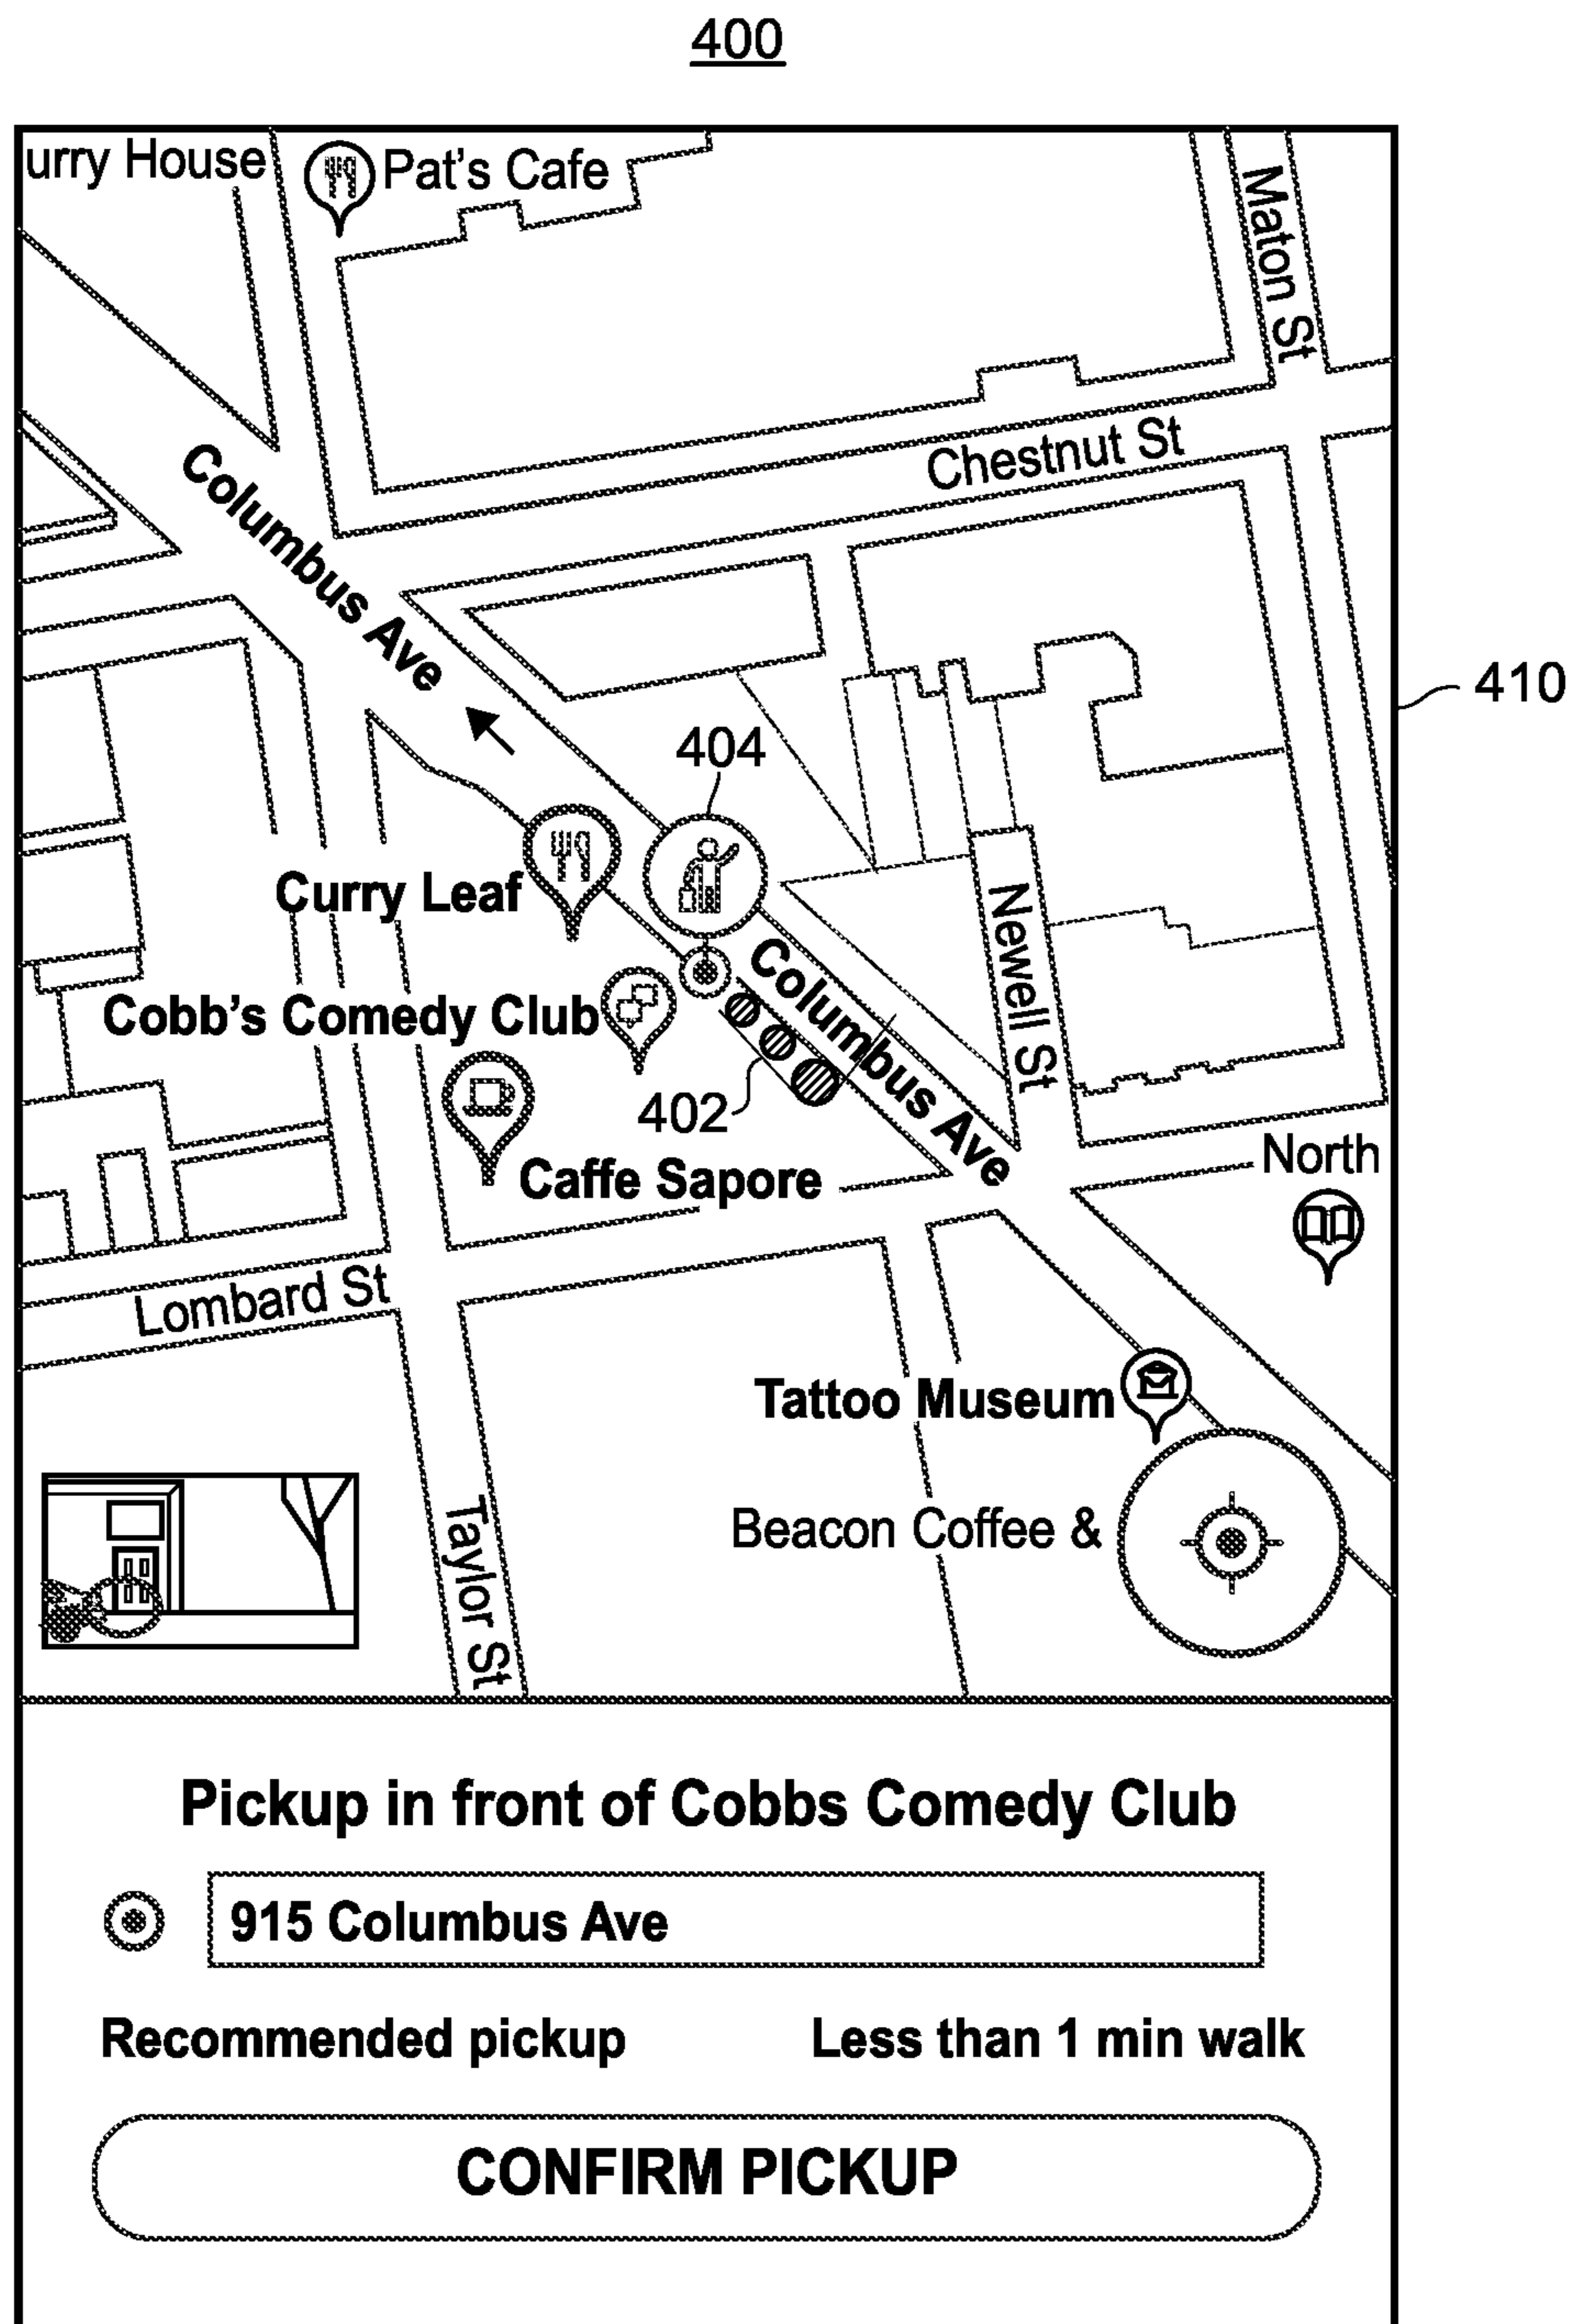 400
urry House
Pat's Cafe
Maton St
Chestnut St
Columbus Ave
410
404
Curry Leaf
Newell St
Columbus Ave
Cobb's Comedy Club
402
North
Caffe Sapore
Lombard St
Tattoo Museum
Beacon Coffee &
Taylor St
Pickup in front of Cobbs Comedy Club
915 Columbus Ave
Recommended pickup
Less than 1 min walk
CONFIRM PICKUP